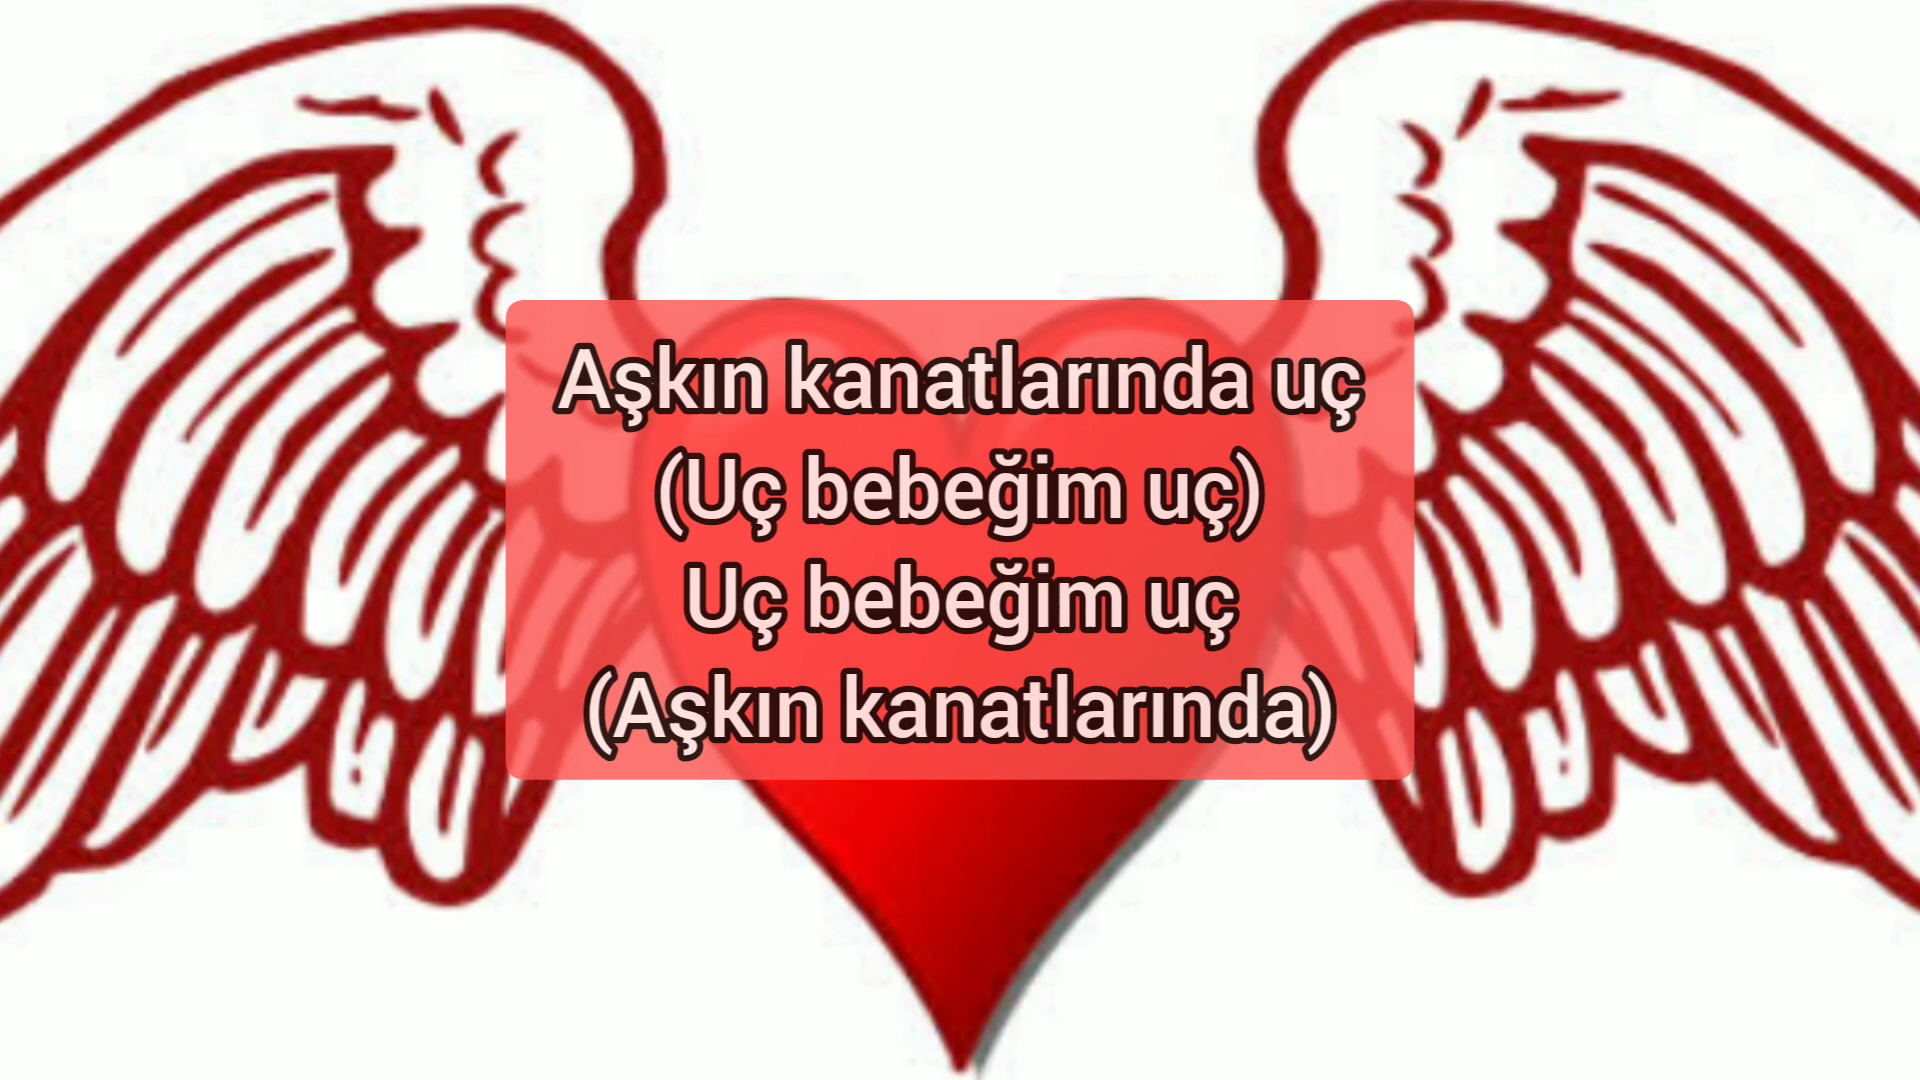 Aşkın kanatlarında uç
(Uç bebeğim uç)
Uç bebeğim uç
(Aşkın kanatlarında)